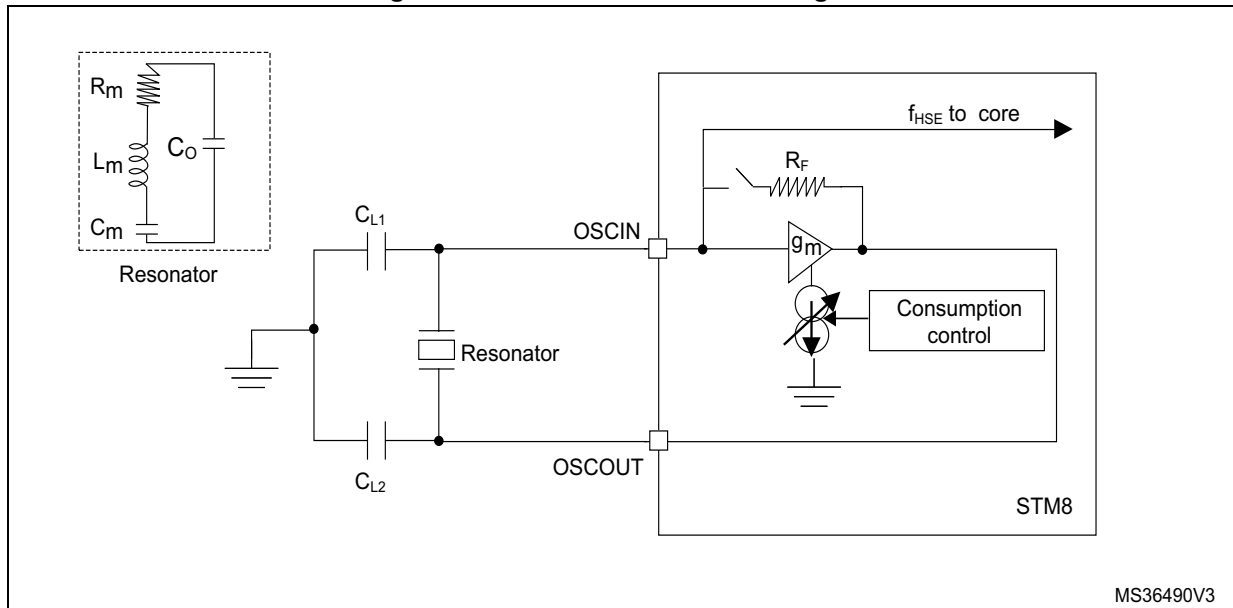 Rm
Lm
CO
Cm
Resonator
CL1
CL2
Resonator
OSCIN
OSCOUT
fHSE to core
RF
gm
Consumption
control
STM8
MS36490V3